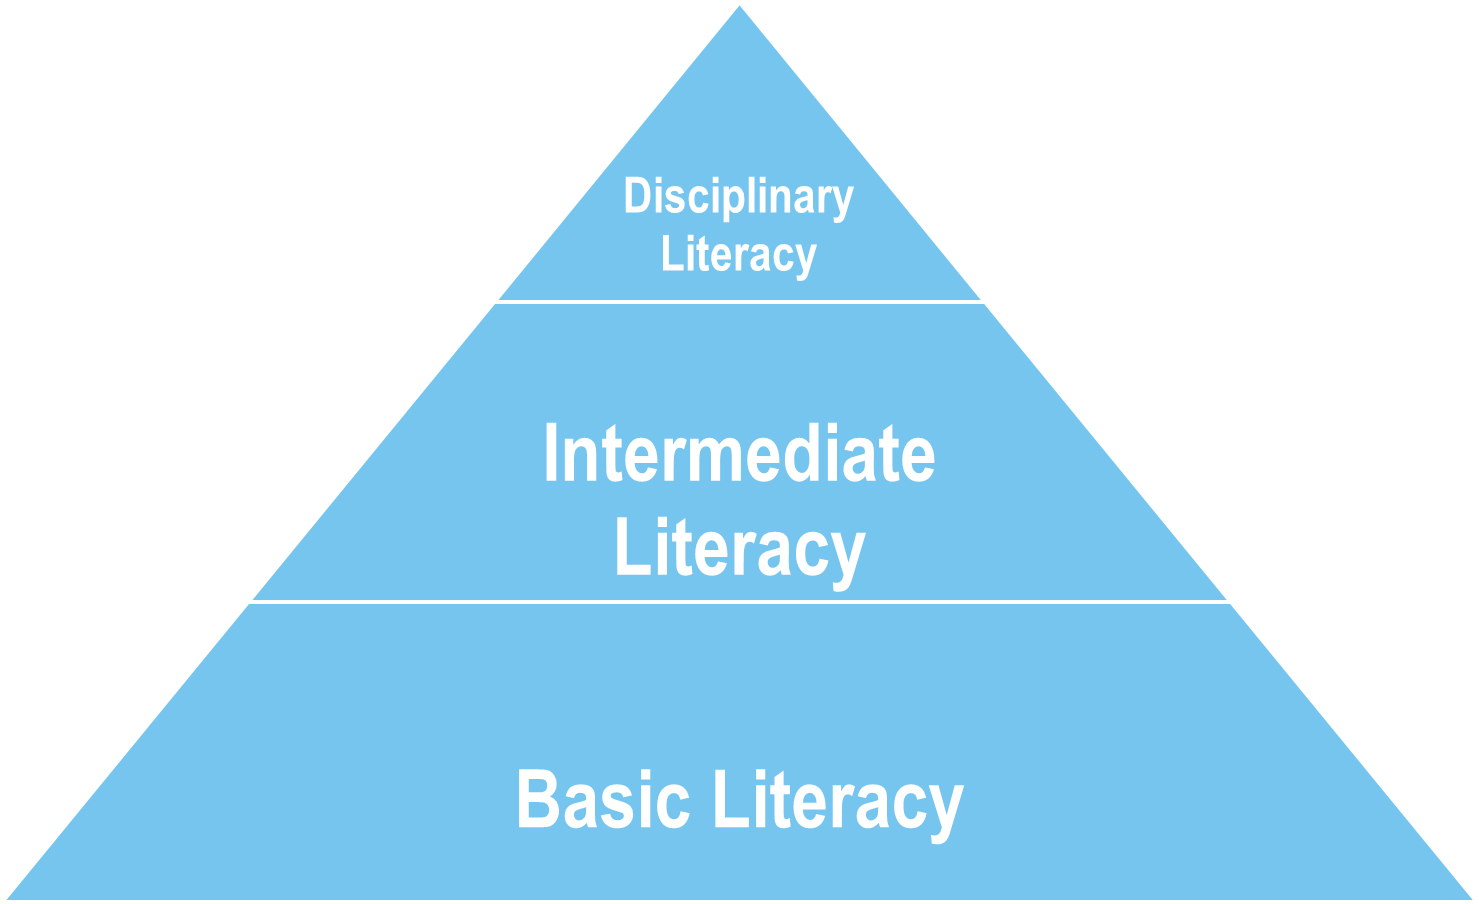 Disciplinary
Literacy
Intermediate
Literacy
Basic Literacy